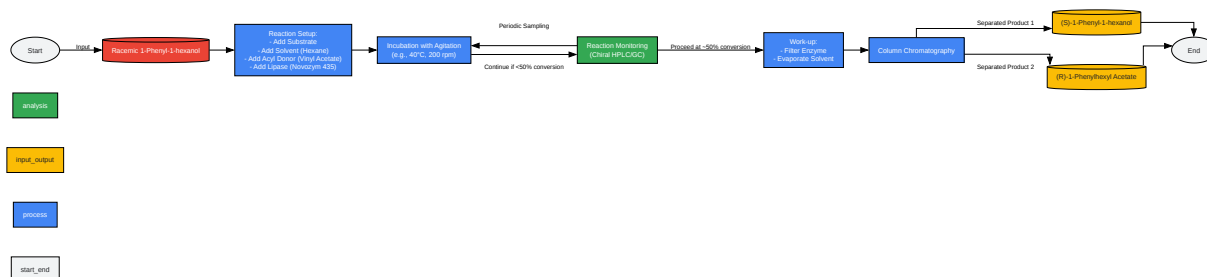 Start
Input
Racemic 1-Phenyl-1-hexanol
Reaction Setup:
- Add Substrate
- Add Solvent (Hexane)
- Add Acyl Donor (Vinyl Acetate)
- Add Lipase (Novozym 435)
Incubation with Agitation
(e.g., 40°C, 200 rpm)
Periodic Sampling
Continue if <50% conversion
Reaction Monitoring
(Chiral HPLC/GC)
Proceed at ~50% conversion
Work-up:
- Filter Enzyme
- Evaporate Solvent
Column Chromatography
Separated Product 1
Separated Product 2
(S)-1-Phenyl-1-hexanol
(R)-1-Phenylhexyl Acetate
End
analysis
input_output
process
start_end